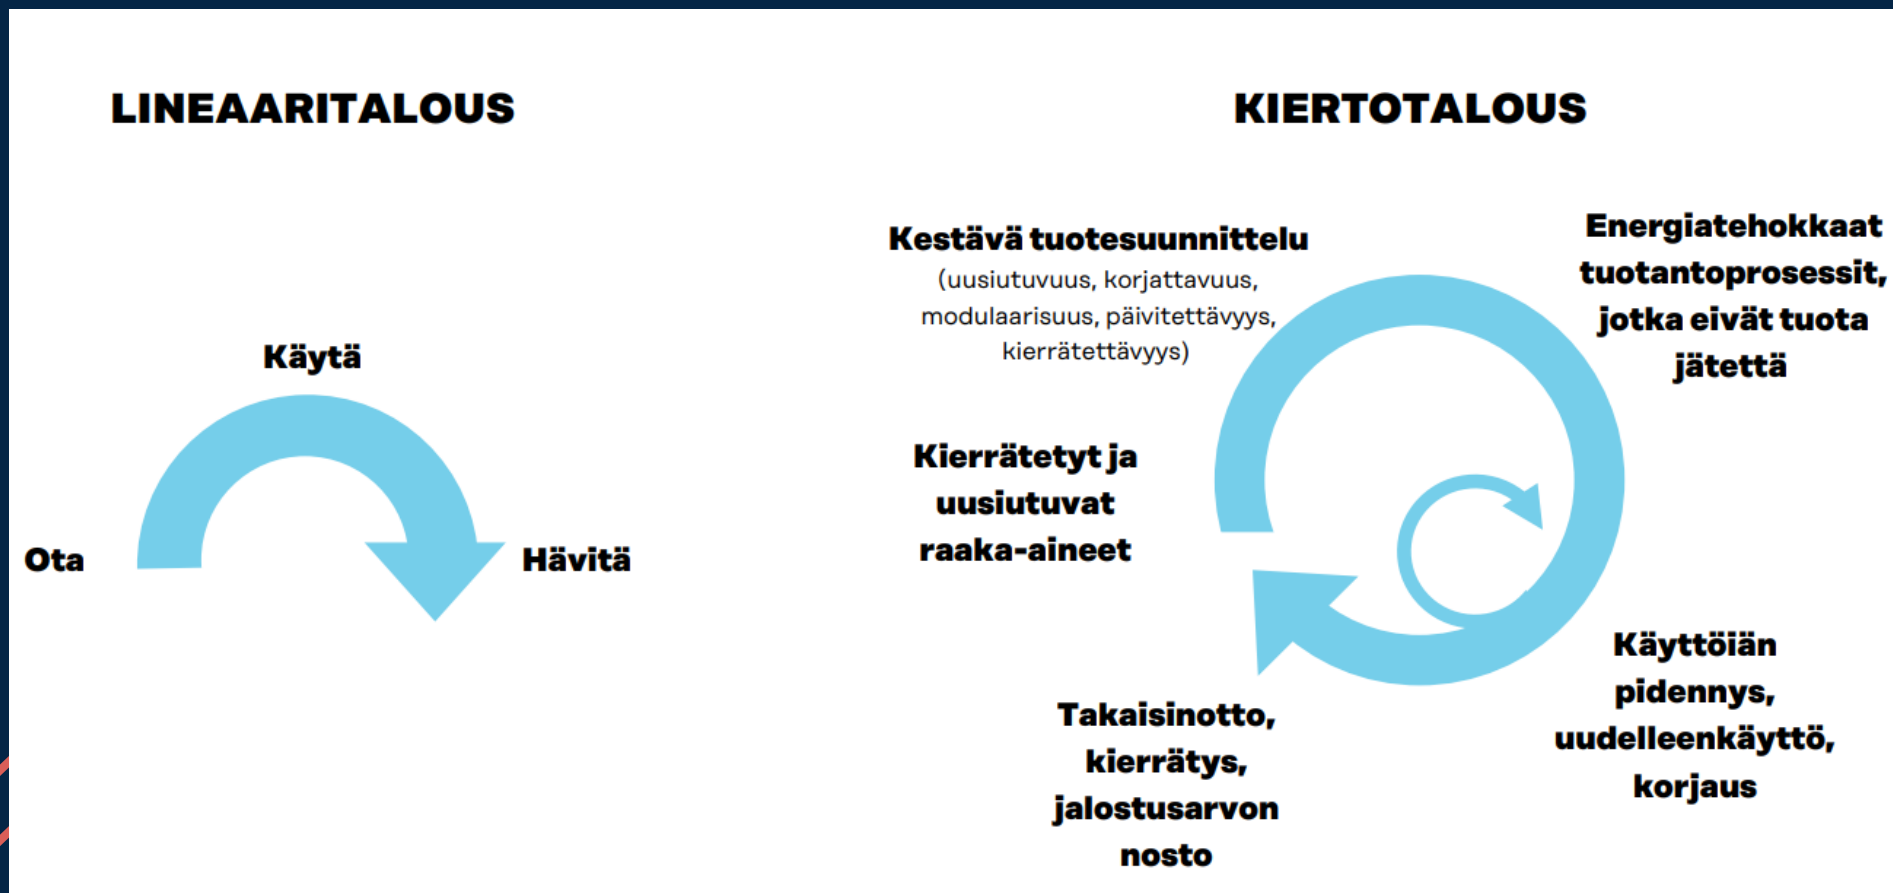 LINEAARITALOUS
Käytä
Ota
Hävitä
KIERTOTALOUS
Kestävä tuotesuunnittelu
(uusiutuvuus, korjattavuus,
modulaarisuus, päivitettävyys,
kierrätettävyys)
Energiatehokkaat
tuotantoprosessit,
jotka eivät tuota
jätettä
Kierrätetyt ja
uusiutuvat
raaka-aineet
Käyttöiän
pidennys,
uudelleenkäyttö,
korjaus
Takaisinotto,
kierrätys,
jalostusarvon
nosto